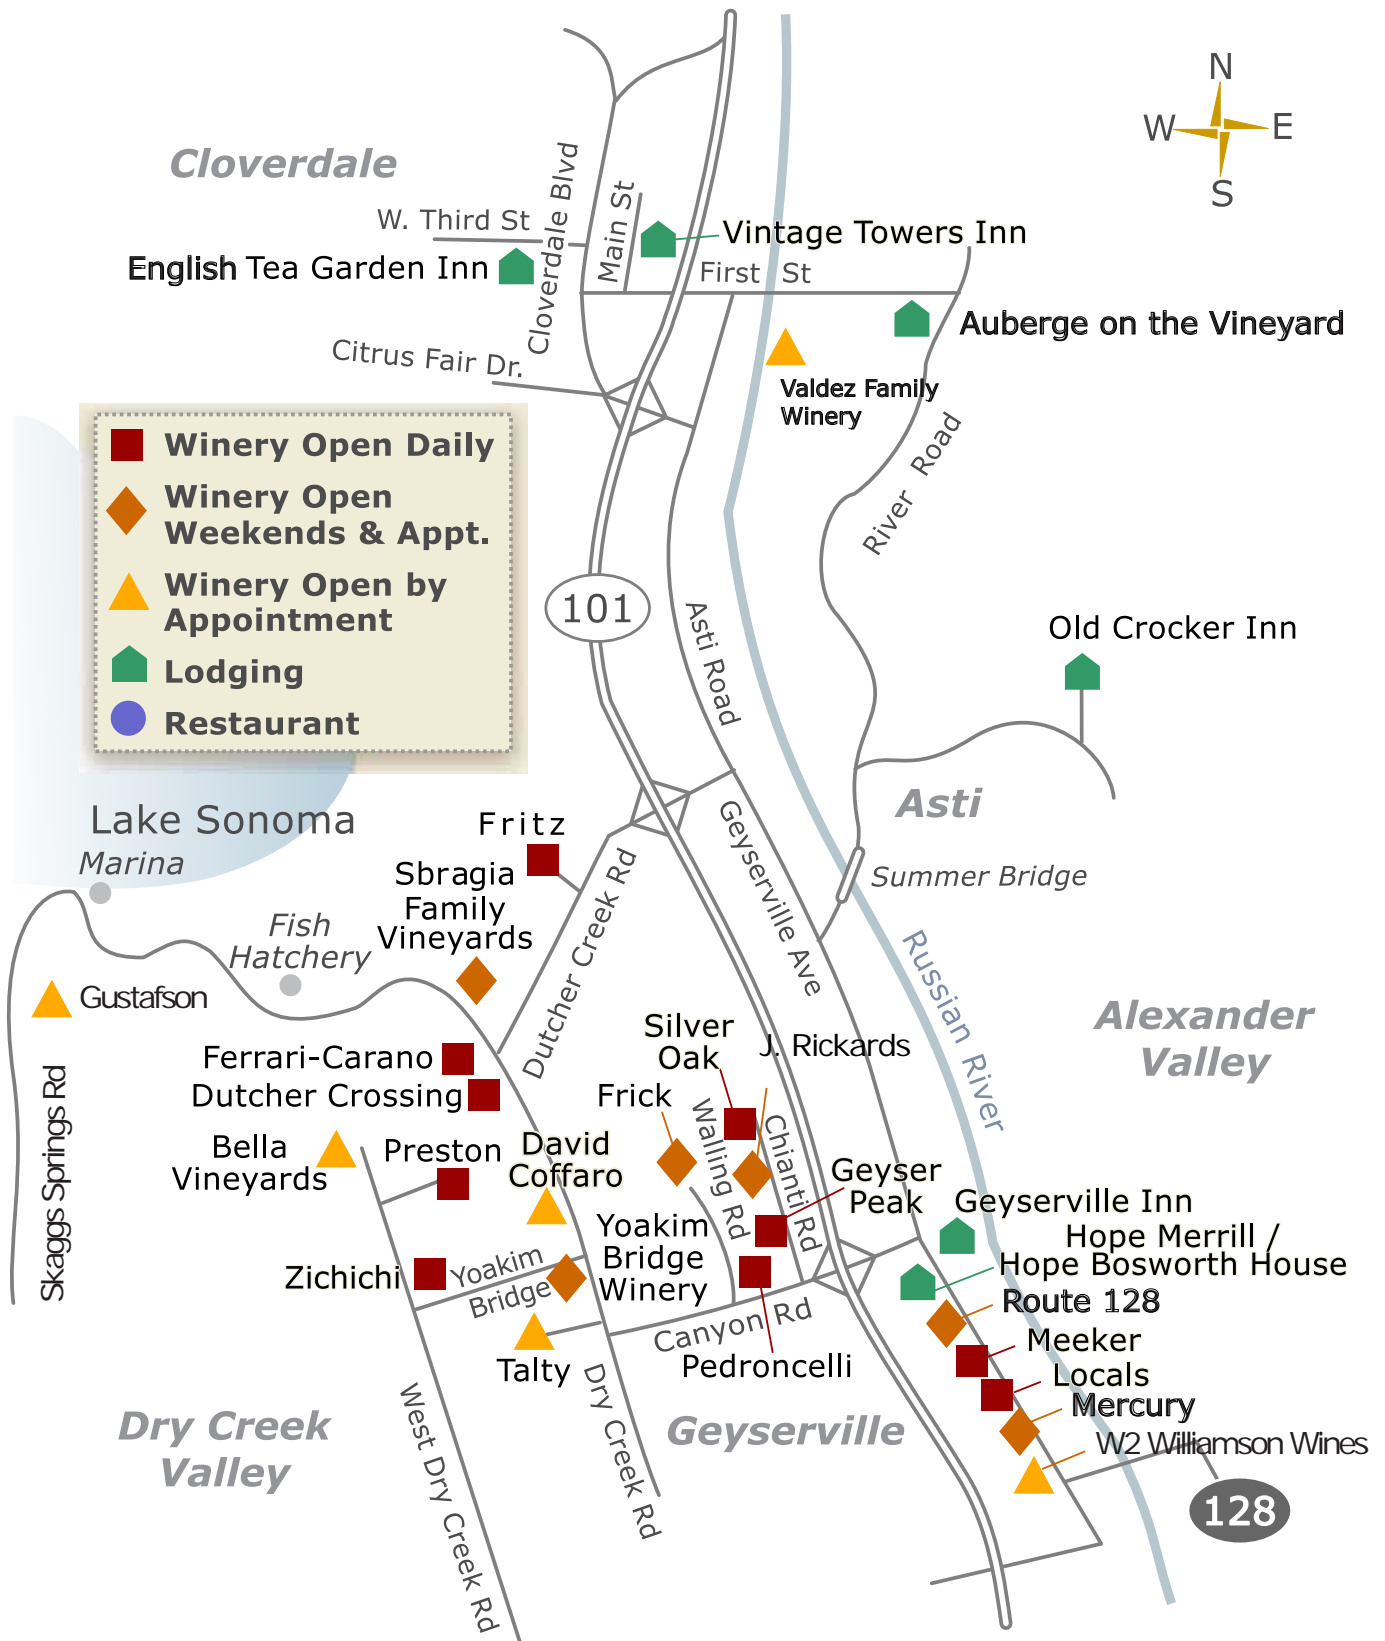 N
W E
S
Cloverdale
W. Third St
Cloverdale Blvd
Main St
Vintage Towers Inn
English Tea Garden Inn
First St
Auberge on the Vineyard
Citrus Fair Dr.
Valdez Family
Winery
River Road
Winery Open Daily
Winery Open
Weekends & Appt.
Winery Open by
Appointment
Lodging
Restaurant
101
Asti Road
Old Crocker Inn
Lake Sonoma
Marina
Asti
Summer Bridge
Geyserville Ave
Fritz
Sbragia
Family
Vineyards
Dutcher Creek Rd
Fish
Hatchery
Gustafson
Russian River
Alexander
Valley
Silver
Oak
J. Rickards
Ferrari-Carano
Dutcher Crossing
Frick
Skaggs Springs Rd
Bella
Vineyards
Preston
David
Coffaro
Walling Rd
Chianti Rd
Geyser
Peak
Geyserville Inn
Hope Merrill /
Hope Bosworth House
Yoakim
Bridge
Winery
Zichichi
Yoakim
Bridge
Route 128
Canyon Rd
Meeker
Pedroncelli
Locals
Talty
Mercury
W2 Williamson Wines
Dry Creek Rd
West Dry Creek Rd
Dry Creek
Valley
Geyserville
128